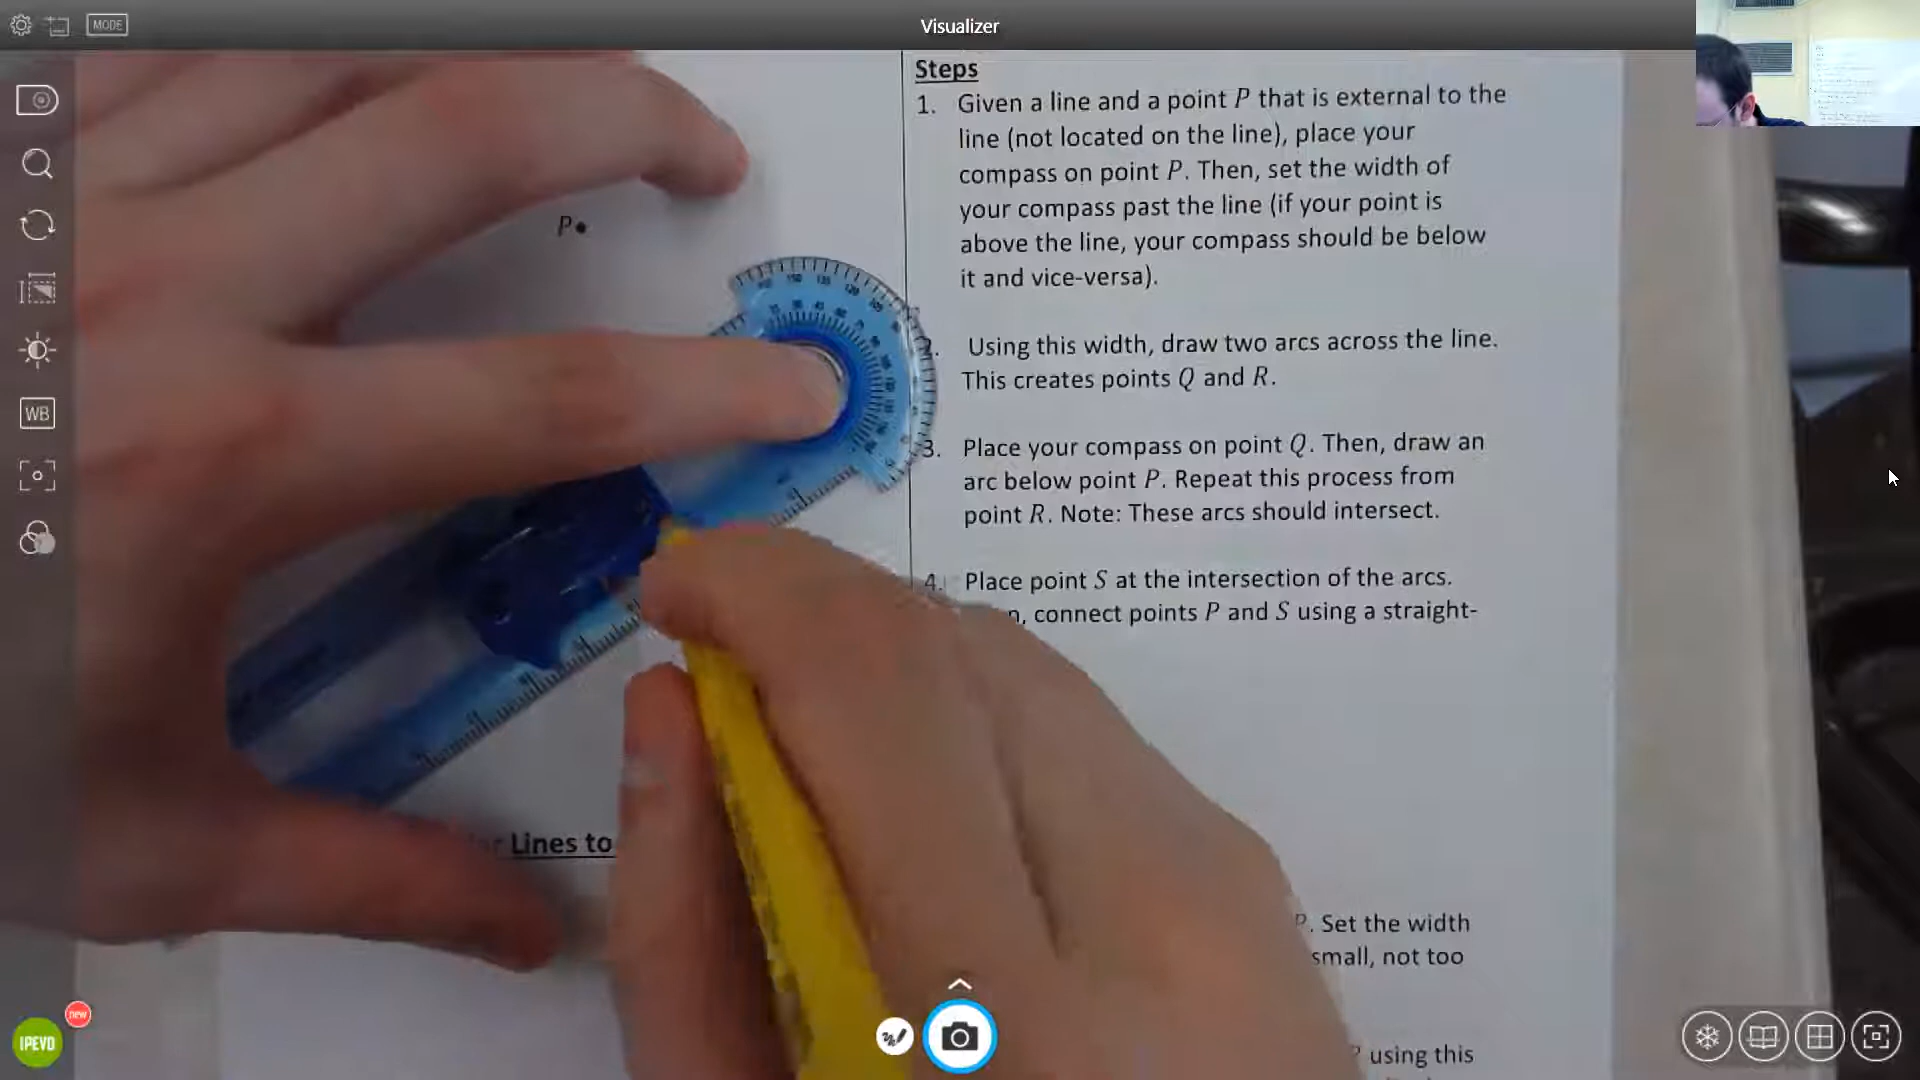 MODE
Visualizer
WB
P
Steps
1. Given a line and a point P that is external to the
line (not located on the line), place your
compass on point P. Then, set the width of
your compass past the line (if your point is
above the line, your compass should be below
it and vice-versa).
2. Using this width, draw two arcs across the line.
This creates points Q and R.
3. Place your compass on point Q. Then, draw an
arc below point P. Repeat this process from
point R. Note: These arcs should intersect.
4. Place point S at the intersection of the arcs.
connect points P and S using a straight-
Lines to
P. Set the width
small, not too
using this
new
IPEVO